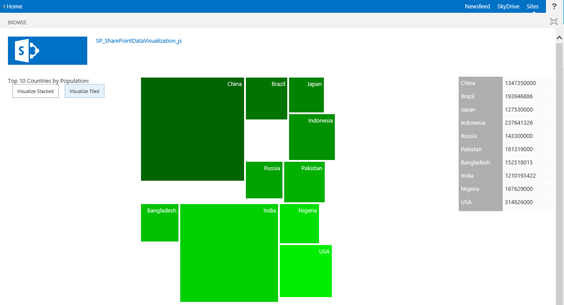 Home
Newsfeed SkyDrive Sites ?
BROWSE
S
SP_SharePointDataVisualization_js
Top 10 Countries by Population:
Visualize Stacked Visualize Tiled
China Brazil Japan
Indonesia
Russia Pakistan
Bangladesh India Nigeria
USA
China 1347350000
Brazil 193946886
Japan 127530000
Indonesia 237641326
Russia 143300000
Pakistan 181319000
Bangladesh 152518015
India 1210193422
Nigeria 167629000
USA 314826000